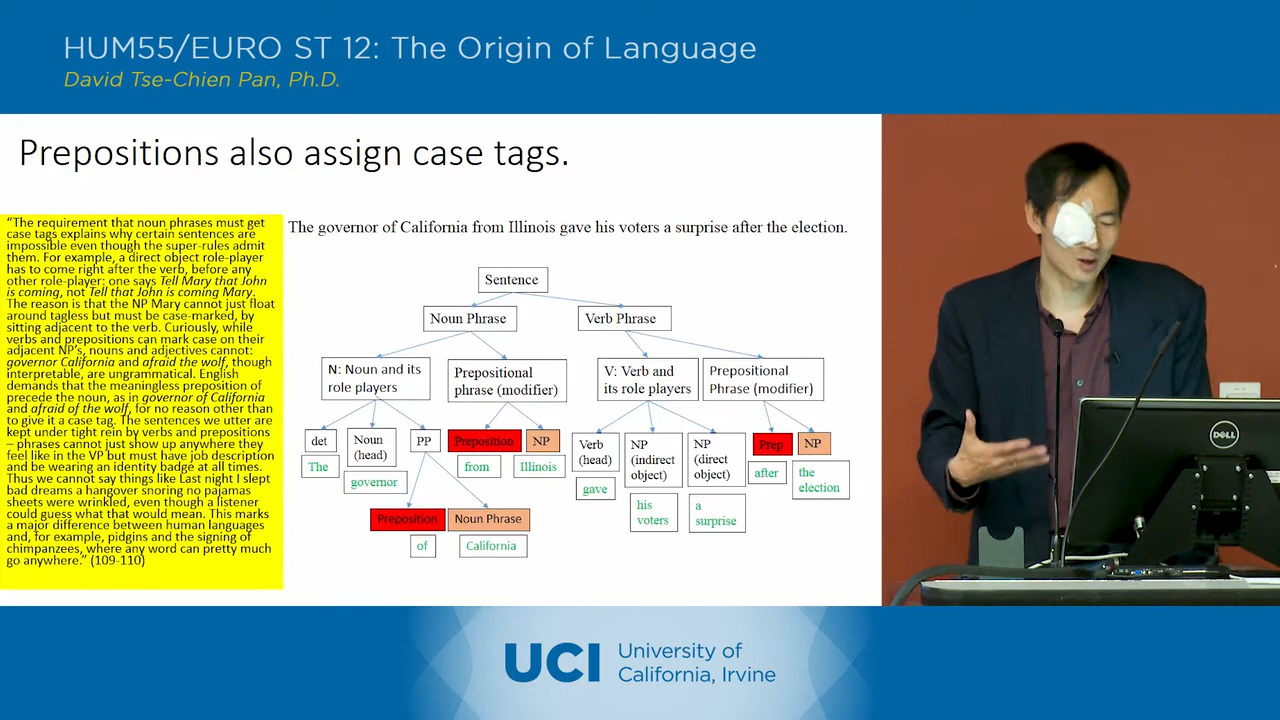 HUM55/EURO ST 12: The Origin of Language
David Tse-Chien Pan, Ph.D.
Prepositions also assign case tags.
“The requirement that noun phrases must get
case tags explains why certain sentences are
impossible even though the super-rules admit
them. For example, a direct object role-player
has to come right after the verb, before any
other role-player: one says Tell Mary that John
is coming, not Tell that John is coming Mary.
The reason is that the NP Mary cannot just float
around tagless but must be case-marked, by
sitting adjacent to the verb. Curiously, while
verbs and prepositions can mark case on their
adjacent NP’s, nouns and adjectives cannot:
governor California and afraid the wolf, though
interpretable, are ungrammatical. English
demands that the meaningless preposition of
precede the noun, as in governor of California
and afraid of the wolf, for no reason other than
to give it a case tag. The sentences we utter are
kept under tight rein by verbs and prepositions
– phrases cannot just show up anywhere they
feel like in the VP but must have job description
and be wearing an identity badge at all times.
Thus we cannot say things like Last night I slept
bad dreams a hangover snoring no pajamas
sheets were wrinkled, even though a listener
could guess what that would mean. This marks
a major difference between human languages
and, for example, pidgins and the signing of
chimpanzees, where any word can pretty much
go anywhere.” (109-110)
The governor of California from Illinois gave his voters a surprise after the election.
Sentence
Noun Phrase
Verb Phrase
N: Noun and its
role players
Prepositional
phrase (modifier)
V: Verb and
its role players
Prepositional
Phrase (modifier)
det
Noun
(head)
PP
Preposition
NP
Verb
(head)
NP
(indirect
object)
NP
(direct
object)
Prep
NP
The
governor
from
Illinois
gave
his
voters
a
surprise
after
the
election
Preposition
Noun Phrase
of
California
DELL
UCI
University of
California, Irvine